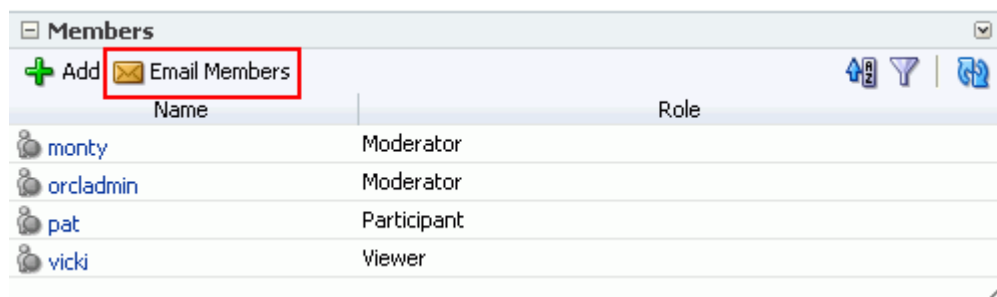 Members
Add Email Members
Name Role
monty Moderator
orcladmin Moderator
pat Participant
vicki Viewer